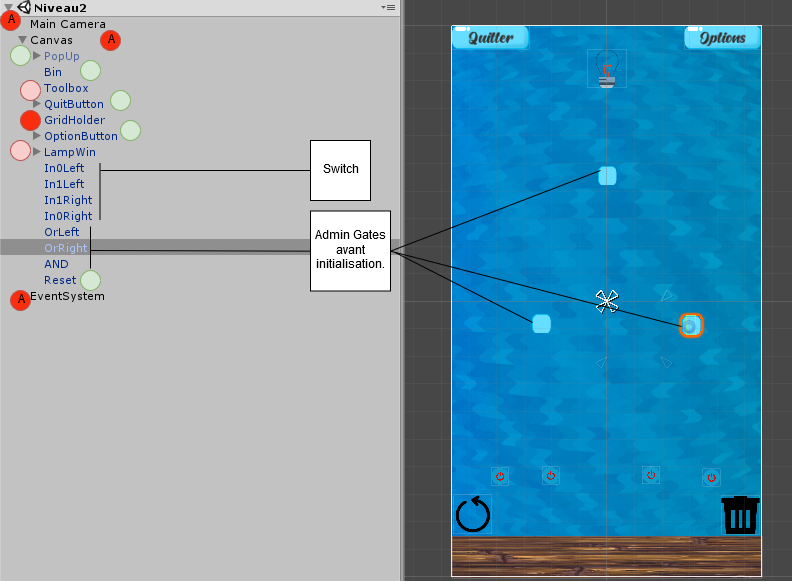 Niveau2
A
Main Camera
Canvas
A
PopUp
Bin
Toolbox
QuitButton
GridHolder
OptionButton
LampWin
In0Left
In1Left
In1Right
In0Right
OrLeft
OrRight
AND
Reset
A
EventSystem
Switch
Admin Gates
avant
initialisation.
Quitter
Options